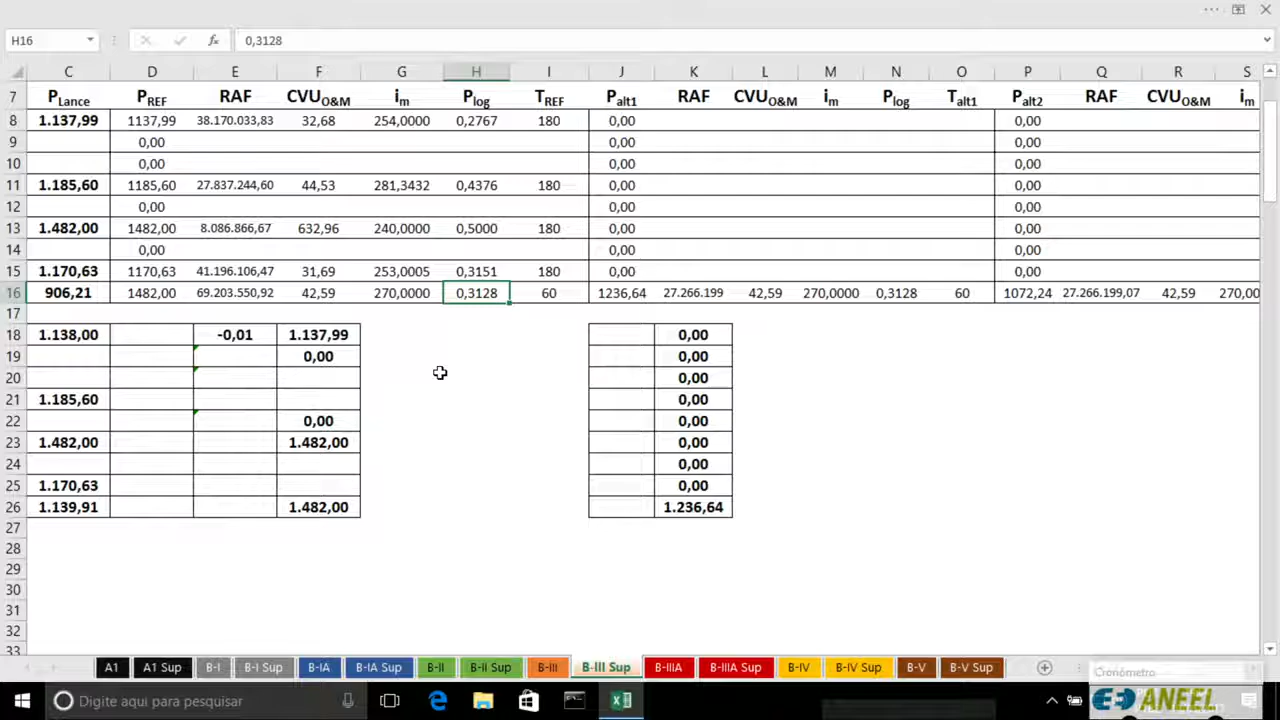 H16 fx 0,3128
C D E F G H I J K L M N O P Q R S
7 PLance PREF RAF CVUO&M im Plog TREF Palt1 RAF CVUO&M im Plog Talt1 Palt2 RAF CVUO&M im
8 1.137,99 1137,99 38.170.033,83 32,68 254,0000 0,2767 180 0,00 0,00
9 0,00 0,00 0,00
10 0,00 0,00 0,00
11 1.185,60 1185,60 27.837.244,60 44,53 281,3432 0,4376 180 0,00 0,00
12 0,00 0,00 0,00
13 1.482,00 1482,00 8.086.866,67 632,96 240,0000 0,5000 180 0,00 0,00
14 0,00 0,00 0,00
15 1.170,63 1170,63 41.196.106,47 31,69 253,0005 0,3151 180 0,00 0,00
16 906,21 1482,00 69.203.550,92 42,59 270,0000 0,3128 60 1236,64 27.266.199 42,59 270,0000 0,3128 60 1072,24 27.266.199,07 42,59 270,00
17
18 1.138,00 -0,01 1.137,99 0,00
19 0,00 0,00
20 0,00
21 1.185,60 0,00
22 0,00 0,00
23 1.482,00 1.482,00 0,00
24 0,00
25 1.170,63 0,00
26 1.139,91 1.482,00 1.236,64
27
28
29
30
31
32
33
A1 A1 Sup B-I B-I Sup B-IA B-IA Sup B-II B-II Sup B-III B-III Sup B-IIIA B-IIIA Sup B-IV B-IV Sup B-V B-V Sup
Cronômetro
Digite aqui para pesquisar
ANEEL